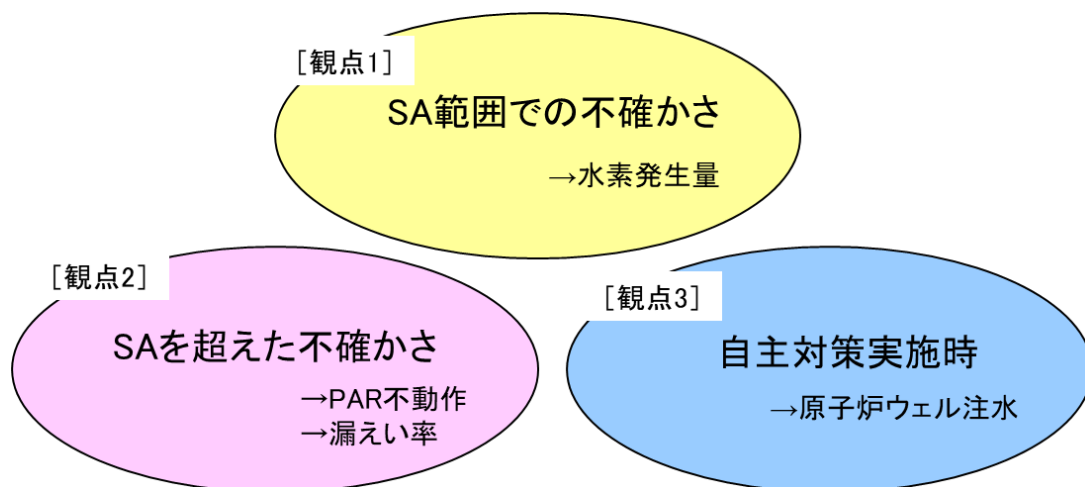 ［観点1］
SA範囲での不確かさ
→水素発生量
［観点2］
SAを超えた不確かさ
→PAR不動作
→漏えい率
［観点3］
自主対策実施時
→原子炉ウェル注水